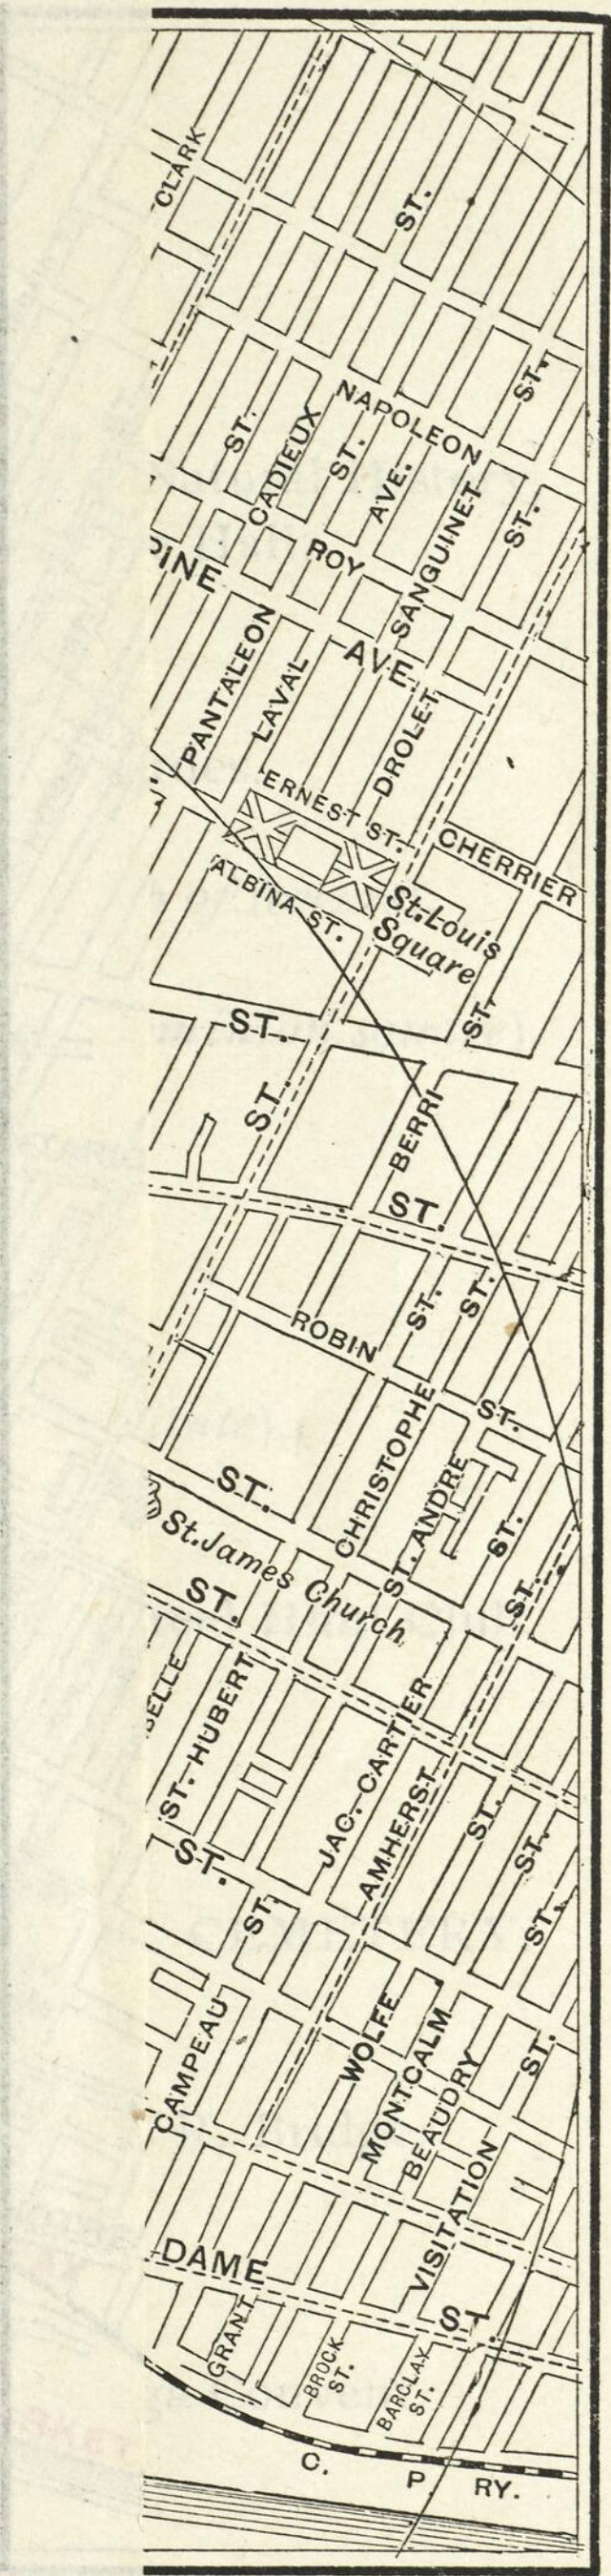 CLARK
ST.
ST.
NAPOLEON
ST.
CADIEUX
ST.
AVE.
SANGUINET
ST.
ROY
PINE
AVE.
PANTALEON
LAVAL
DROLET
ERNEST ST.
CHERRIER
ALBINA ST.
St. Louis
Square
ST.
ST.
ST.
BERRI
ST.
ST.
ST.
ROBIN
ST.
CHRISTOPHE
ST. ANDRE
ST.
ST.
ST.
St. James Church
ST.
BELLE
ST. HUBERT
JAC. CARTIER
AMHERST
ST.
ST.
ST.
ST.
ST.
CAMPEAU
WOLFE
MONTCALM
BEAUDRY
ST.
VISITATION
DAME
ST.
GRANT
BROCK
ST.
BARCLAY
ST.
C. P. RY.